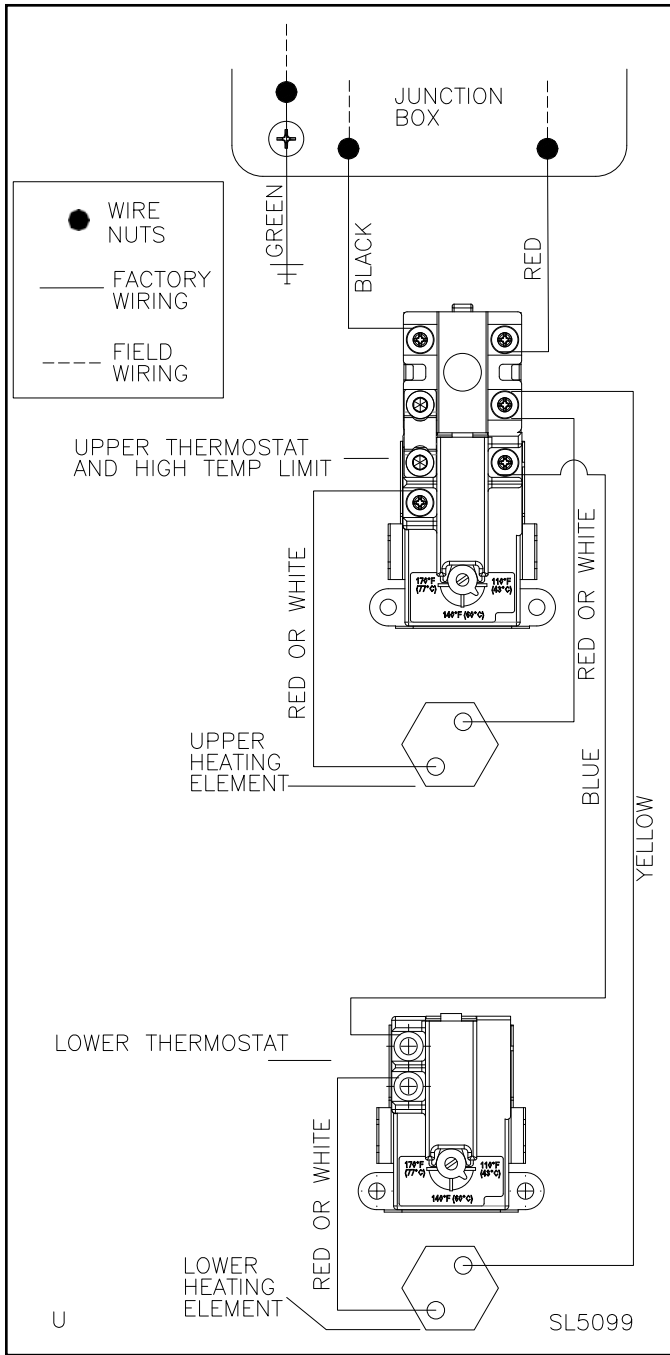 JUNCTION
BOX
WIRE
NUTS
FACTORY
WIRING
FIELD
WIRING
GREEN
BLACK
RED
UPPER THERMOSTAT
AND HIGH TEMP LIMIT
170°F
(77°C)
110°F
(43°C)
140°F (60°C)
RED OR WHITE
RED OR WHITE
UPPER
HEATING
ELEMENT
BLUE
YELLOW
LOWER THERMOSTAT
170°F
(77°C)
110°F
(43°C)
140°F (60°C)
RED OR WHITE
LOWER
HEATING
ELEMENT
U
SL5099